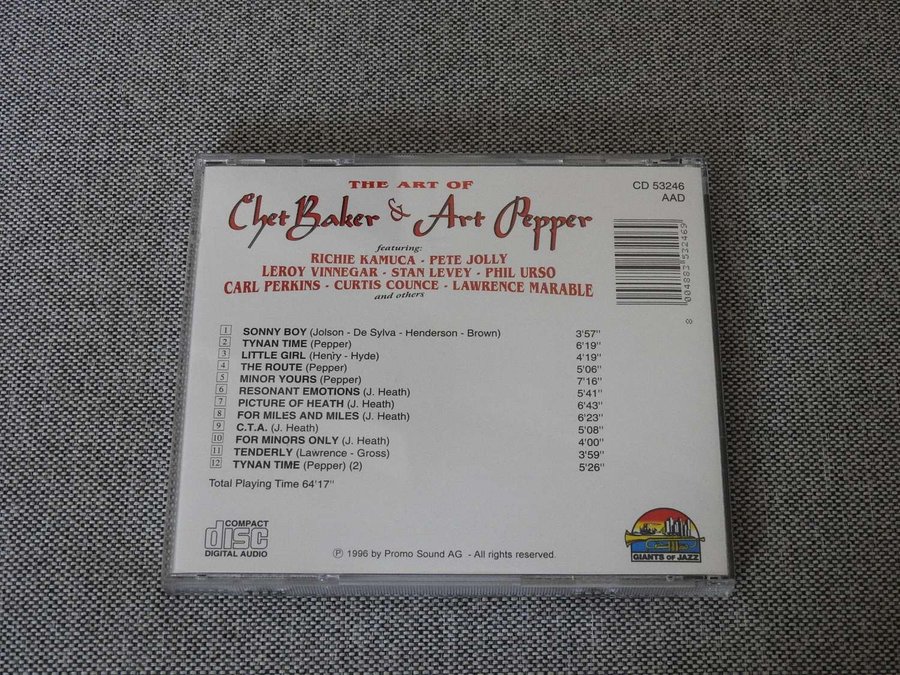 THE ART OF
Chet Baker & Art Pepper
CD 53246
AAD
featuring:
RICHIE KAMUCA - PETE JOLLY
LEROY VINNEGAR - STAN LEVEY - PHIL URSO
CARL PERKINS - CURTIS COUNCE - LAWRENCE MARABLE
and others
0004883532469
8
1 SONNY BOY (Jolson - De Sylva - Henderson - Brown) 3'57"
2 TYNAN TIME (Pepper) 6'19"
3 LITTLE GIRL (Henry - Hyde) 4'19"
4 THE ROUTE (Pepper) 5'06"
5 MINOR YOURS (Pepper) 7'16"
6 RESONANT EMOTIONS (J. Heath) 5'41"
7 PICTURE OF HEATH (J. Heath) 6'43"
8 FOR MILES AND MILES (J. Heath) 6'23"
9 C.T.A. (J. Heath) 5'08"
10 FOR MINORS ONLY (J. Heath) 4'00"
11 TENDERLY (Lawrence - Gross) 3'59"
12 TYNAN TIME (Pepper) (2) 5'26"
Total Playing Time 64'17"
COMPACT
disc
DIGITAL AUDIO
℗ 1996 by Promo Sound AG - All rights reserved.
GIANTS OF JAZZ